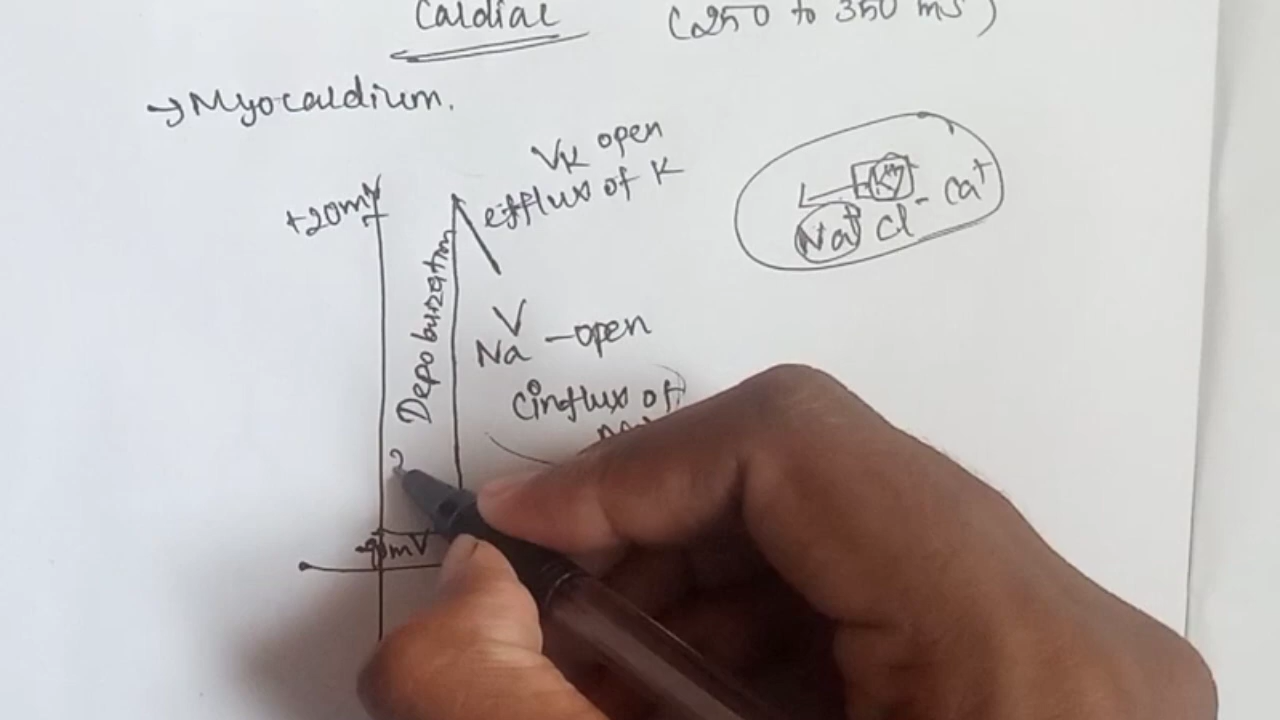 Cardiac (250 to 350 ms)
→ Myocardium.
VK open
efflux of K
+20mV
K+
Na+ Cl- Ca+
Depolarization
V
Na -open
(influx of
-90mV